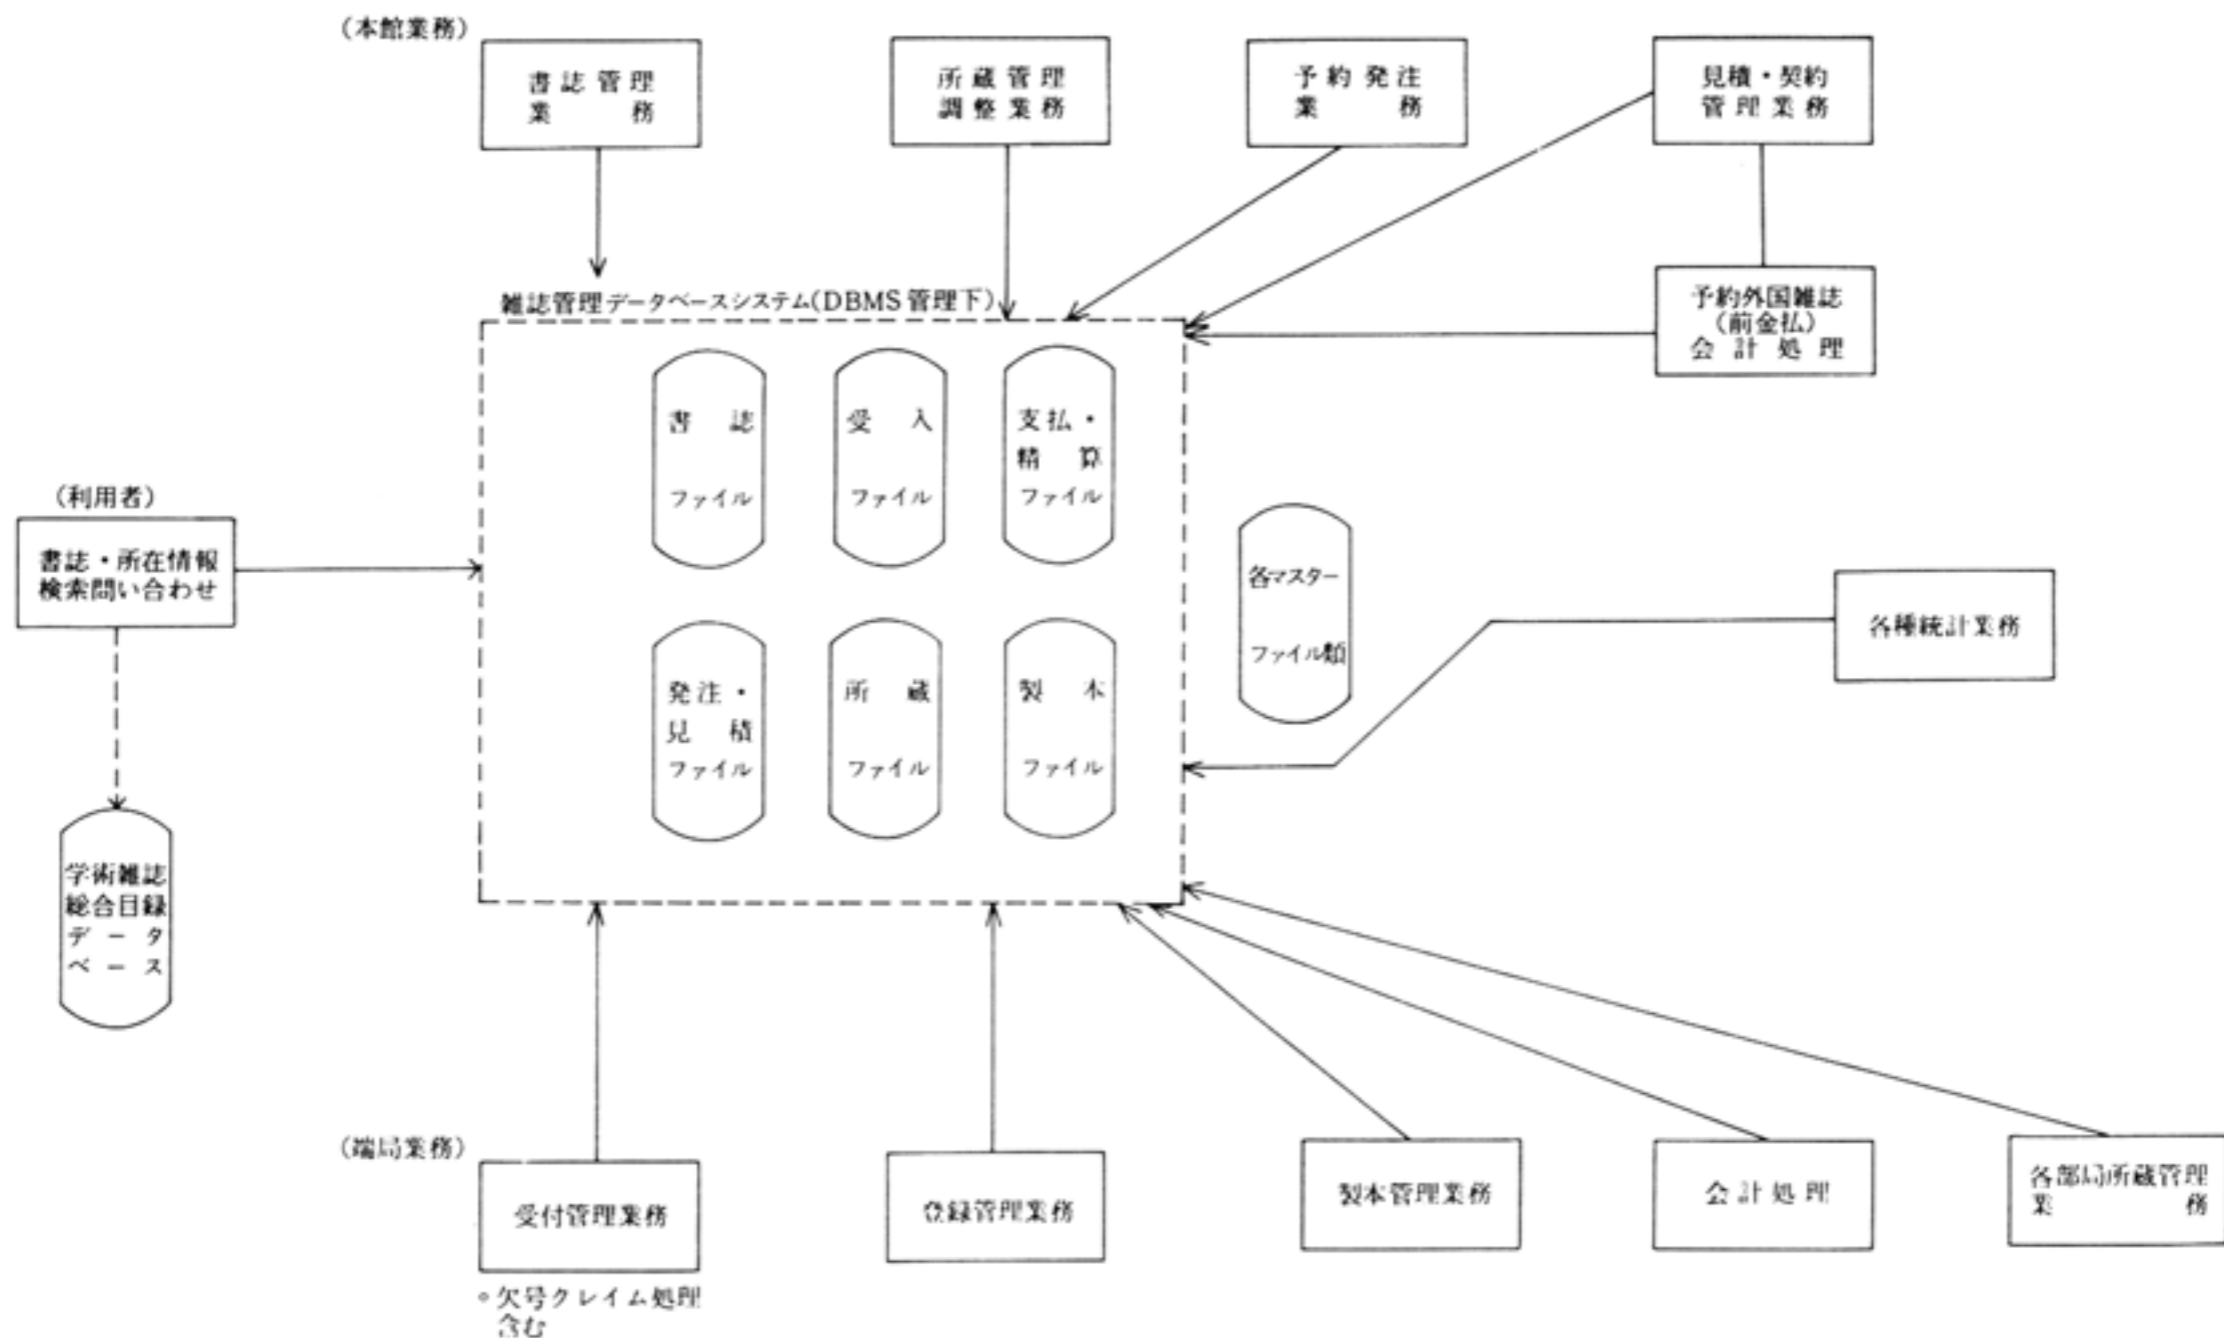 (本館業務)
書誌管理
業務
所蔵管理
調整業務
予約発注
業務
見積・契約
管理業務
予約外国雑誌
(前金払)
会計処理
雑誌管理データベースシステム(DBMS管理下)
書誌
ファイル
受入
ファイル
支払・
精算
ファイル
(利用者)
書誌・所在情報
検索問い合わせ
各マスター
ファイル類
各種統計業務
発注・
見積
ファイル
所蔵
ファイル
製本
ファイル
学術雑誌
総合目録
データ
ベース
(端局業務)
受付管理業務
登録管理業務
製本管理業務
会計処理
各部局所蔵管理
業務
○欠号クレイム処理
含む